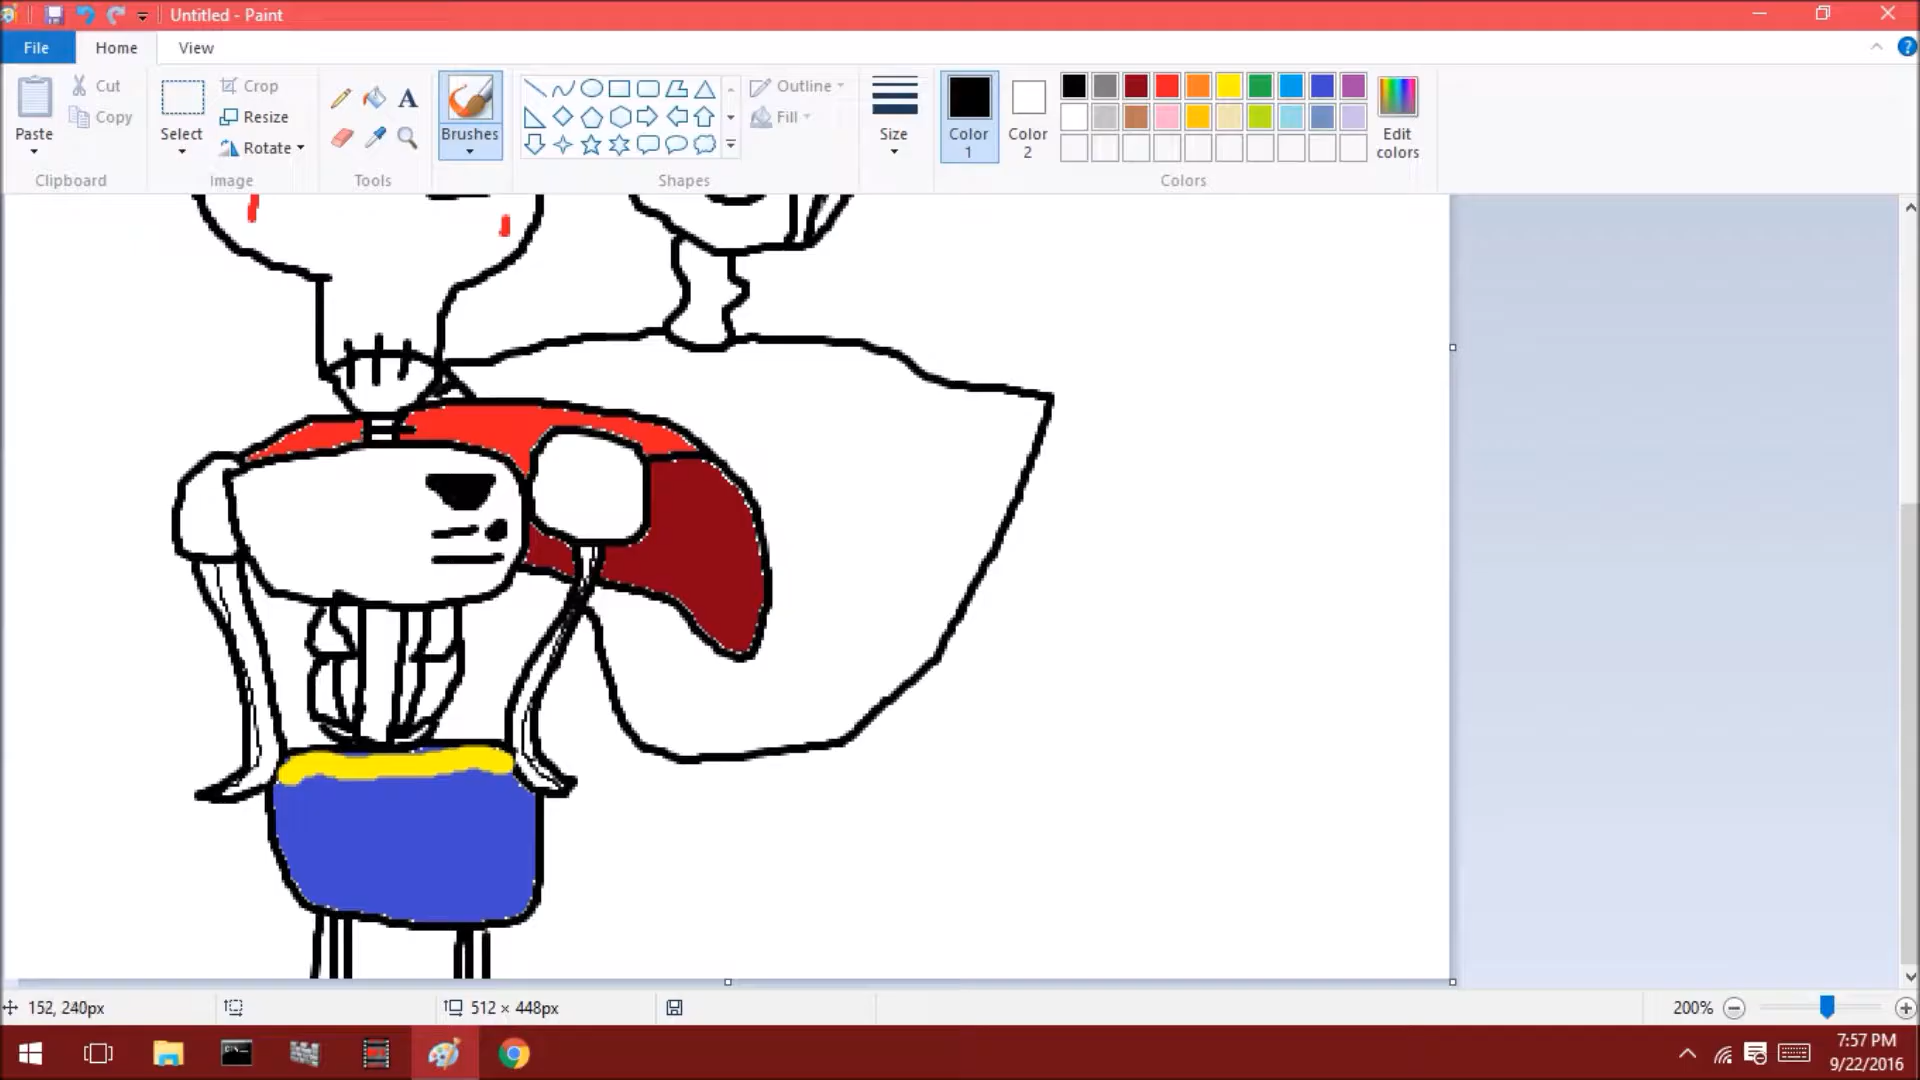 Untitled - Paint
File Home View
Paste
Cut
Copy
Clipboard
Select
Crop
Resize
Rotate
Image
A
Tools
Brushes
Outline
Fill
Shapes
Size
Color 1
Color 2
Edit colors
Colors
152, 240px
512 × 448px
200%
7:57 PM
9/22/2016